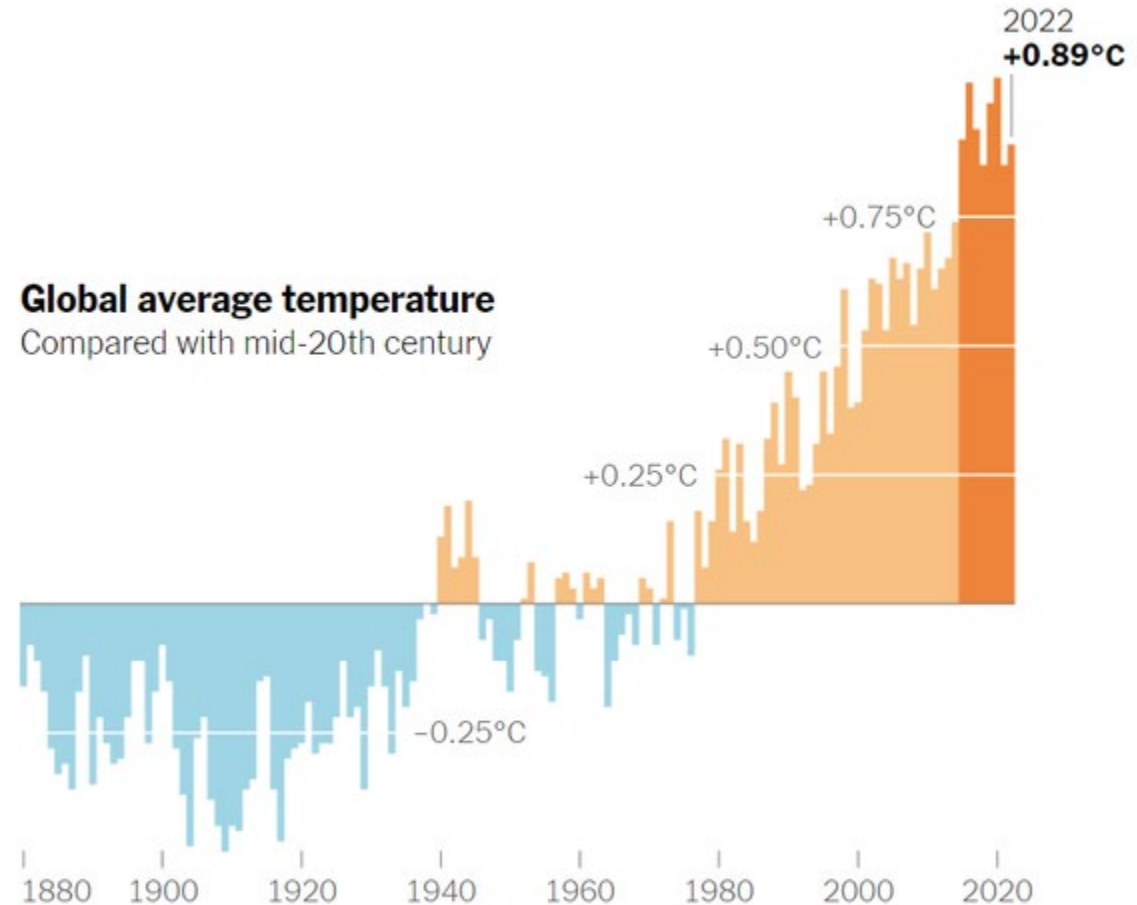 2022
+0.89°C
+0.75°C
Global average temperature
Compared with mid-20th century
+0.50°C
+0.25°C
−0.25°C
1880 1900 1920 1940 1960 1980 2000 2020